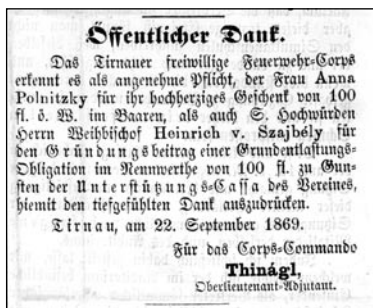 Öffentlicher Dank.
Das Tirnauer freiwillige Feuerwehr-Corps
erkennt es als angenehme Pflicht, der Frau Anna
Polnitzky für ihr hochherziges Geschenk von 100
fl. ö. W. im Baaren, als auch S. Hochwürden
Herrn Weihbischof Heinrich v. Szajbély für
den Gründungsbeitrag einer Grundentlastungs-
Obligation im Nennwerthe von 100 fl. zu Gun-
sten der Unterstützungs-Cassa des Vereines,
hiemit den tiefgefühlten Dank auszudrücken.
Tirnau, am 22. September 1869.
Für das Corps-Commando
Thinágl,
Oberlieutenant-Adjutant.